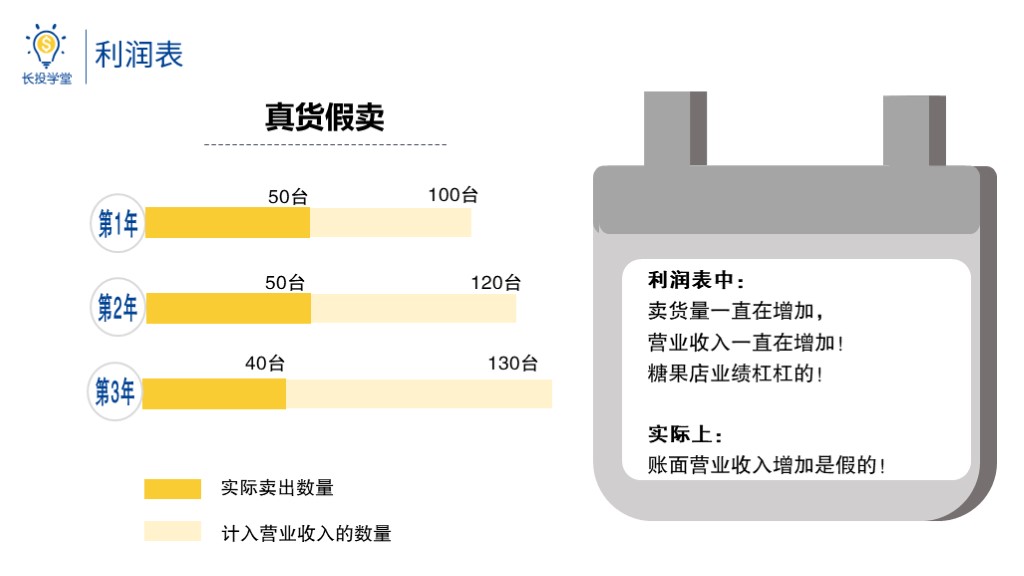 长投学堂
利润表
真货假卖
第1年
50台
100台
第2年
50台
120台
第3年
40台
130台
实际卖出数量
计入营业收入的数量
利润表中：
卖货量一直在增加，
营业收入一直在增加！
糖果店业绩杠杠的！
实际上：
账面营业收入增加是假的！